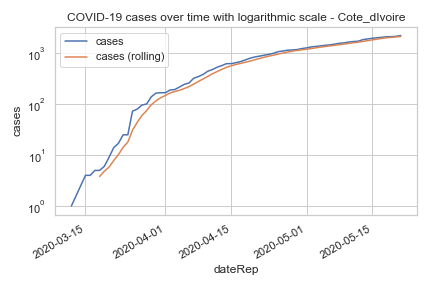 COVID-19 cases over time with logarithmic scale - Cote_dIvoire
cases
cases (rolling)
10³
10²
10¹
10⁰
cases
2020-03-15
2020-04-01
2020-04-15
2020-05-01
2020-05-15
dateRep